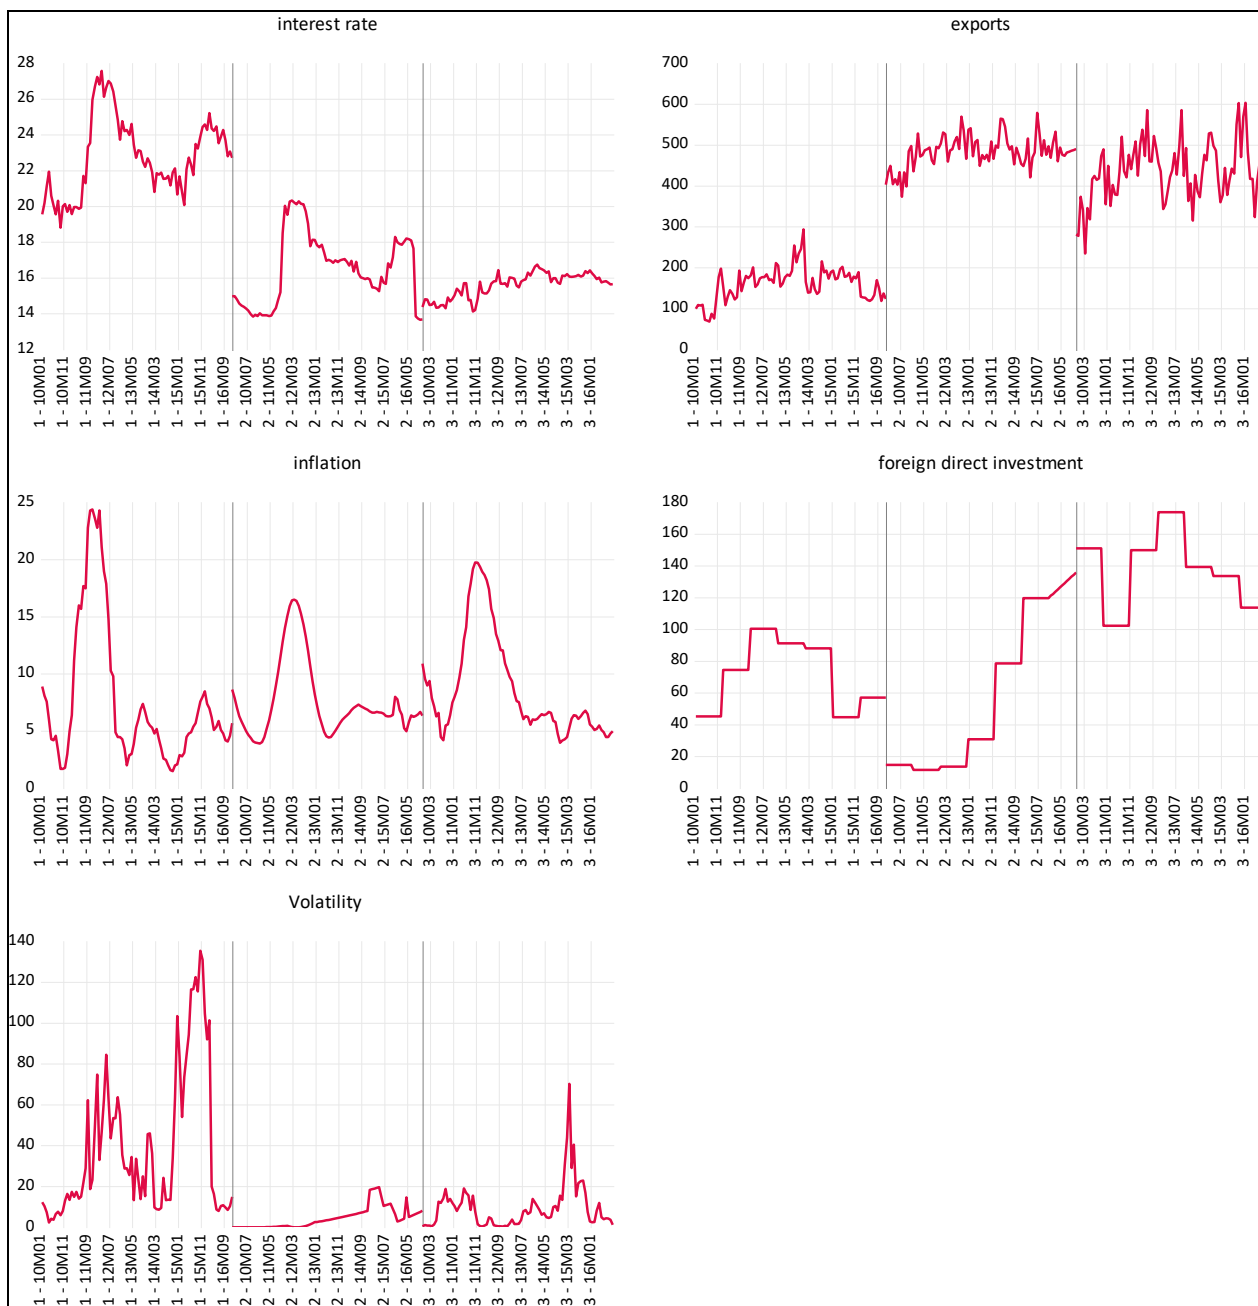 interest rate
28
26
24
22
20
18
16
14
12
1 - 10M01
1 - 10M11
1 - 11M09
1 - 12M07
1 - 13M05
1 - 14M03
1 - 15M01
1 - 15M11
1 - 16M09
2 - 10M07
2 - 11M05
2 - 12M03
2 - 13M01
2 - 13M11
2 - 14M09
2 - 15M07
2 - 16M05
3 - 10M03
3 - 11M01
3 - 11M11
3 - 12M09
3 - 13M07
3 - 14M05
3 - 15M03
3 - 16M01
exports
700
600
500
400
300
200
100
0
1 - 10M01
1 - 10M11
1 - 11M09
1 - 12M07
1 - 13M05
1 - 14M03
1 - 15M01
1 - 15M11
1 - 16M09
2 - 10M07
2 - 11M05
2 - 12M03
2 - 13M01
2 - 13M11
2 - 14M09
2 - 15M07
2 - 16M05
3 - 10M03
3 - 11M01
3 - 11M11
3 - 12M09
3 - 13M07
3 - 14M05
3 - 15M03
3 - 16M01
inflation
25
20
15
10
5
0
1 - 10M01
1 - 10M11
1 - 11M09
1 - 12M07
1 - 13M05
1 - 14M03
1 - 15M01
1 - 15M11
1 - 16M09
2 - 10M07
2 - 11M05
2 - 12M03
2 - 13M01
2 - 13M11
2 - 14M09
2 - 15M07
2 - 16M05
3 - 10M03
3 - 11M01
3 - 11M11
3 - 12M09
3 - 13M07
3 - 14M05
3 - 15M03
3 - 16M01
foreign direct investment
180
160
140
120
100
80
60
40
20
0
1 - 10M01
1 - 10M11
1 - 11M09
1 - 12M07
1 - 13M05
1 - 14M03
1 - 15M01
1 - 15M11
1 - 16M09
2 - 10M07
2 - 11M05
2 - 12M03
2 - 13M01
2 - 13M11
2 - 14M09
2 - 15M07
2 - 16M05
3 - 10M03
3 - 11M01
3 - 11M11
3 - 12M09
3 - 13M07
3 - 14M05
3 - 15M03
3 - 16M01
Volatility
140
120
100
80
60
40
20
0
1 - 10M01
1 - 10M11
1 - 11M09
1 - 12M07
1 - 13M05
1 - 14M03
1 - 15M01
1 - 15M11
1 - 16M09
2 - 10M07
2 - 11M05
2 - 12M03
2 - 13M01
2 - 13M11
2 - 14M09
2 - 15M07
2 - 16M05
3 - 10M03
3 - 11M01
3 - 11M11
3 - 12M09
3 - 13M07
3 - 14M05
3 - 15M03
3 - 16M01